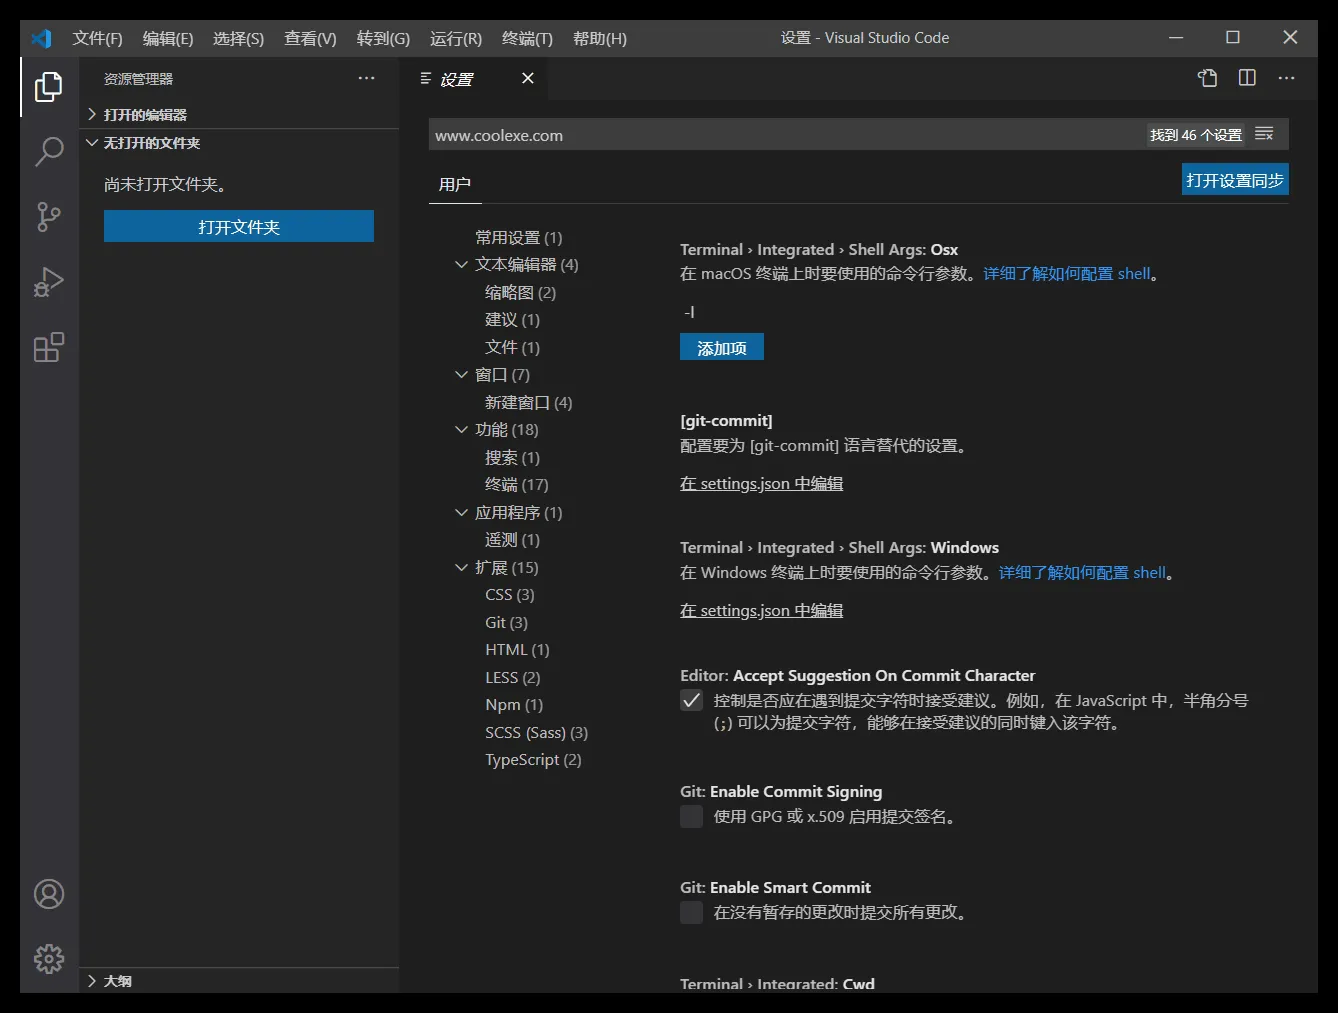 文件(F) 编辑(E) 选择(S) 查看(V) 转到(G) 运行(R) 终端(T) 帮助(H) 设置 - Visual Studio Code
资源管理器
打开的编辑器
无打开的文件夹
尚未打开文件夹。
打开文件夹
大纲
设置
www.coolexe.com 找到 46 个设置
用户 打开设置同步
常用设置 (1)
文本编辑器 (4)
缩略图 (2)
建议 (1)
文件 (1)
窗口 (7)
新建窗口 (4)
功能 (18)
搜索 (1)
终端 (17)
应用程序 (1)
遥测 (1)
扩展 (15)
CSS (3)
Git (3)
HTML (1)
LESS (2)
Npm (1)
SCSS (Sass) (3)
TypeScript (2)
Terminal › Integrated › Shell Args: Osx
在 macOS 终端上时要使用的命令行参数。详细了解如何配置 shell。
-l
添加项
[git-commit]
配置要为 [git-commit] 语言替代的设置。
在 settings.json 中编辑
Terminal › Integrated › Shell Args: Windows
在 Windows 终端上时要使用的命令行参数。详细了解如何配置 shell。
在 settings.json 中编辑
Editor: Accept Suggestion On Commit Character
控制是否应在遇到提交字符时接受建议。例如，在 JavaScript 中，半角分号
(;) 可以为提交字符，能够在接受建议的同时键入该字符。
Git: Enable Commit Signing
使用 GPG 或 x.509 启用提交签名。
Git: Enable Smart Commit
在没有暂存的更改时提交所有更改。
Terminal › Integrated: Cwd